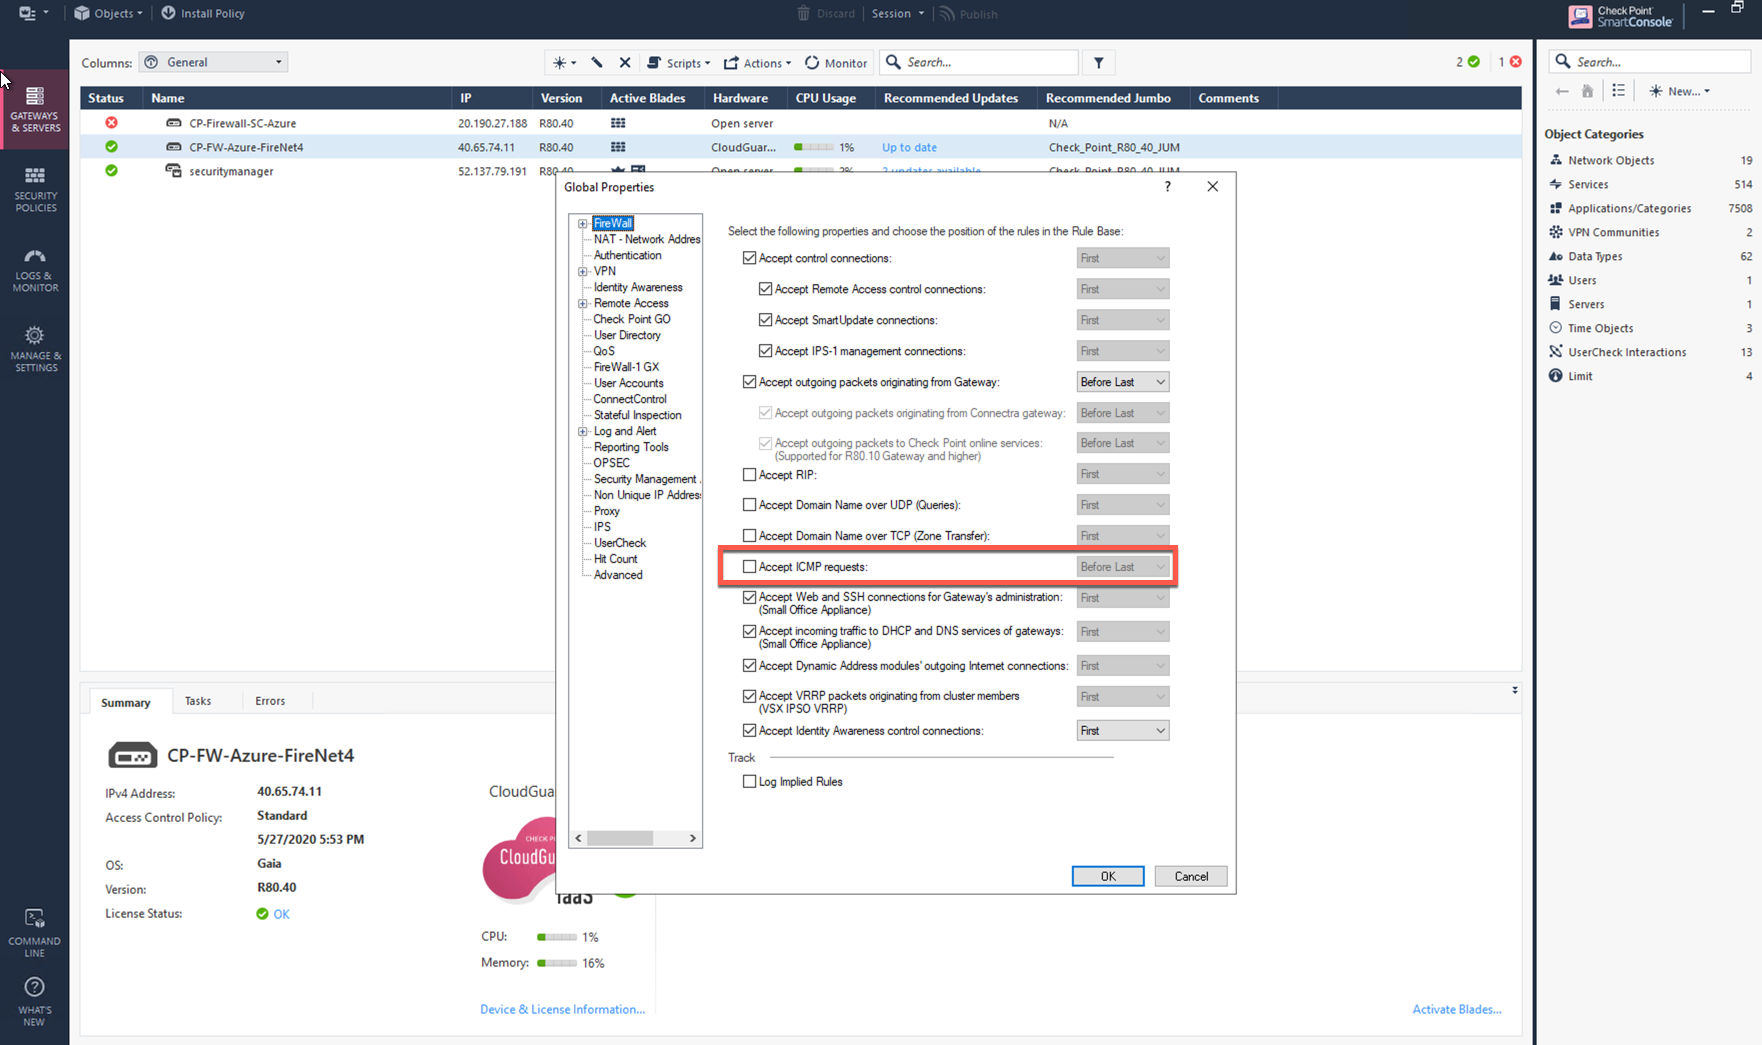 Objects
Install Policy
Discard
Session
Publish
Check Point
SmartConsole
Columns:
General
Scripts
Actions
Monitor
Search...
2
1
Search...
New...
GATEWAYS
& SERVERS
SECURITY
POLICIES
LOGS &
MONITOR
MANAGE &
SETTINGS
COMMAND
LINE
WHAT'S
NEW
Status Name IP Version Active Blades Hardware CPU Usage Recommended Updates Recommended Jumbo Comments
CP-Firewall-SC-Azure 20.190.27.188 R80.40 Open server N/A
CP-FW-Azure-FireNet4 40.65.74.11 R80.40 CloudGuar... 1% Up to date Check_Point_R80_40_JUM
securitymanager 52.137.79.191 R80.40 Open server 2% 2 updates available Check_Point_R80_40_JUM
Object Categories
Network Objects 19
Services 514
Applications/Categories 7508
VPN Communities 2
Data Types 62
Users 1
Servers 1
Time Objects 3
UserCheck Interactions 13
Limit 4
Global Properties
?
FireWall
NAT - Network Addres
Authentication
VPN
Identity Awareness
Remote Access
Check Point GO
User Directory
QoS
FireWall-1 GX
User Accounts
ConnectControl
Stateful Inspection
Log and Alert
Reporting Tools
OPSEC
Security Management
Non Unique IP Address
Proxy
IPS
UserCheck
Hit Count
Advanced
Select the following properties and choose the position of the rules in the Rule Base:
Accept control connections: First
Accept Remote Access control connections: First
Accept SmartUpdate connections: First
Accept IPS-1 management connections: First
Accept outgoing packets originating from Gateway: Before Last
Accept outgoing packets originating from Connectra gateway: Before Last
Accept outgoing packets to Check Point online services: Before Last
(Supported for R80.10 Gateway and higher)
Accept RIP: First
Accept Domain Name over UDP (Queries): First
Accept Domain Name over TCP (Zone Transfer): First
Accept ICMP requests: Before Last
Accept Web and SSH connections for Gateway's administration: First
(Small Office Appliance)
Accept incoming traffic to DHCP and DNS services of gateways: First
(Small Office Appliance)
Accept Dynamic Address modules' outgoing Internet connections: First
Accept VRRP packets originating from cluster members First
(VSX IPSO VRRP)
Accept Identity Awareness control connections: First
Track
Log Implied Rules
OK
Cancel
Summary
Tasks
Errors
CP-FW-Azure-FireNet4
IPv4 Address: 40.65.74.11
Access Control Policy: Standard
5/27/2020 5:53 PM
OS: Gaia
Version: R80.40
License Status: OK
CloudGua
CHECK PO
CloudGu
IaaS
CPU: 1%
Memory: 16%
Device & License Information...
Activate Blades...